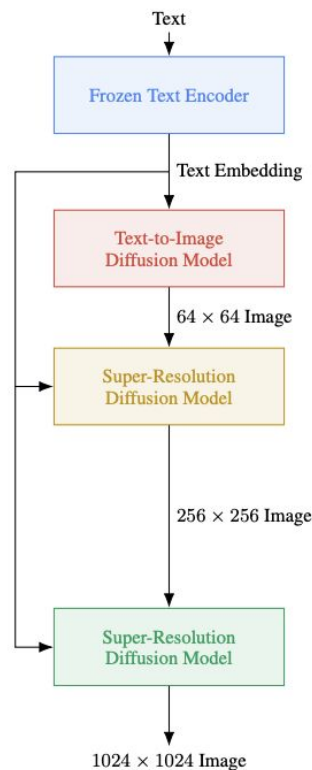 Text
Frozen Text Encoder
Text Embedding
Text-to-Image
Diffusion Model
64 × 64 Image
Super-Resolution
Diffusion Model
256 × 256 Image
Super-Resolution
Diffusion Model
1024 × 1024 Image